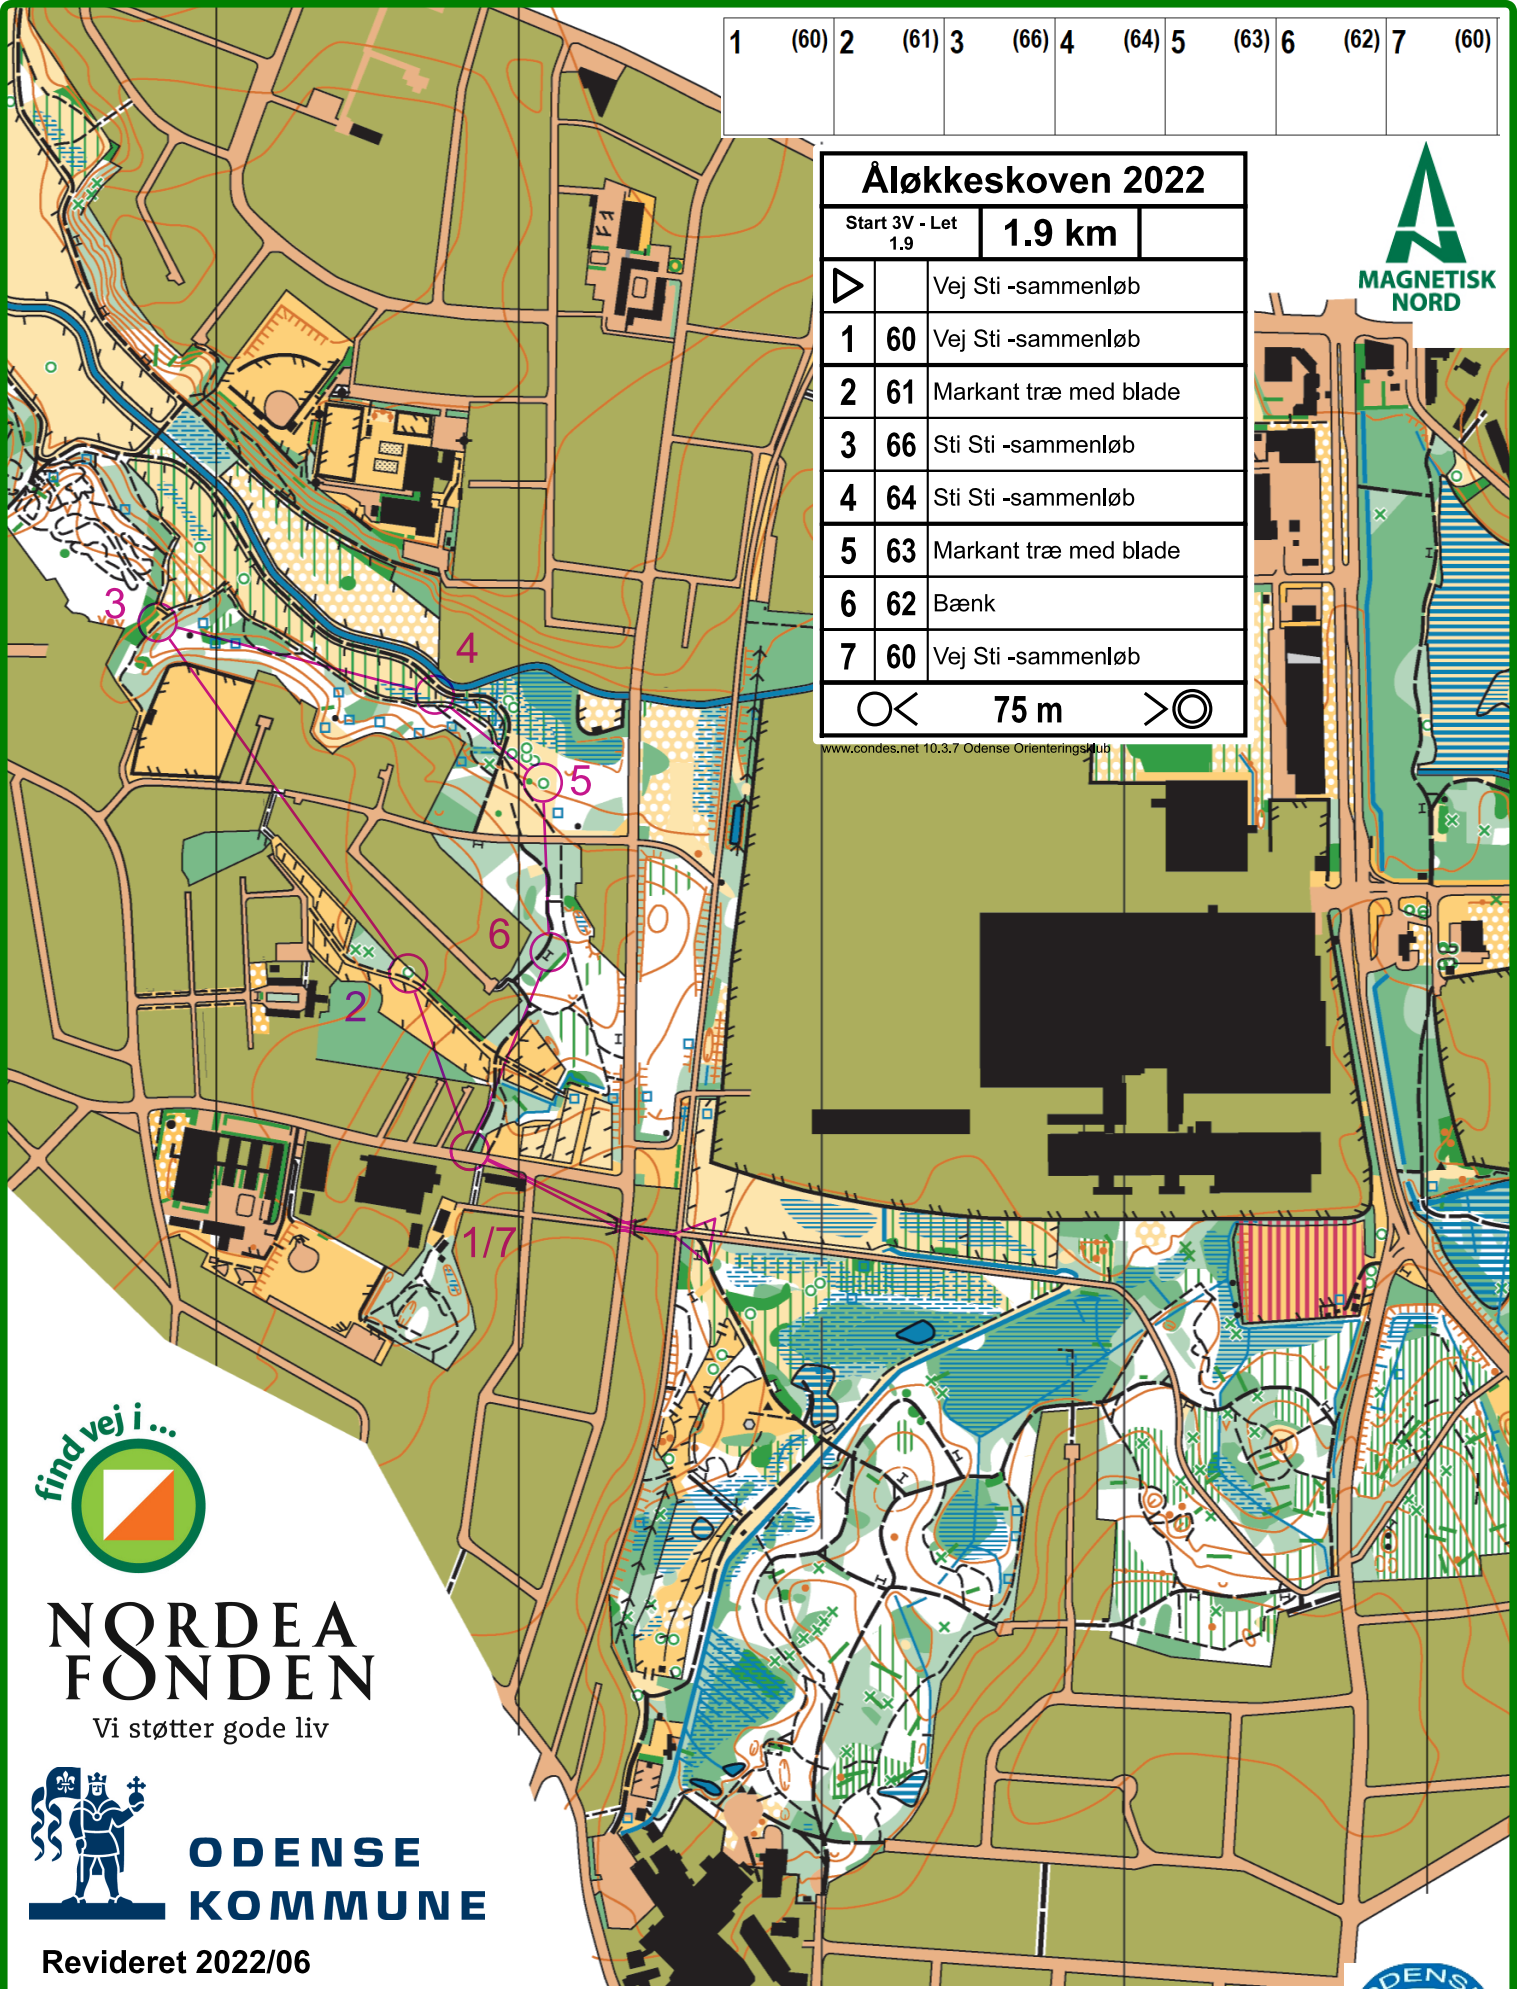 1 (60) 2 (61) 3 (66) 4 (64) 5 (63) 6 (62) 7 (60)
Åløkkeskoven 2022
Start 3V - Let 1.9 1.9 km
Vej Sti -sammenløb
1 60 Vej Sti -sammenløb
2 61 Markant træ med blade
3 66 Sti Sti -sammenløb
4 64 Sti Sti -sammenløb
5 63 Markant træ med blade
6 62 Bænk
7 60 Vej Sti -sammenløb
75 m
www.condes.net 10.3.7 Odense Orienteringsklub
MAGNETISK
NORD
3
4
5
6
2
1/7
find vej i ...
NORDEA
FONDEN
Vi støtter gode liv
ODENSE
KOMMUNE
Revideret 2022/06